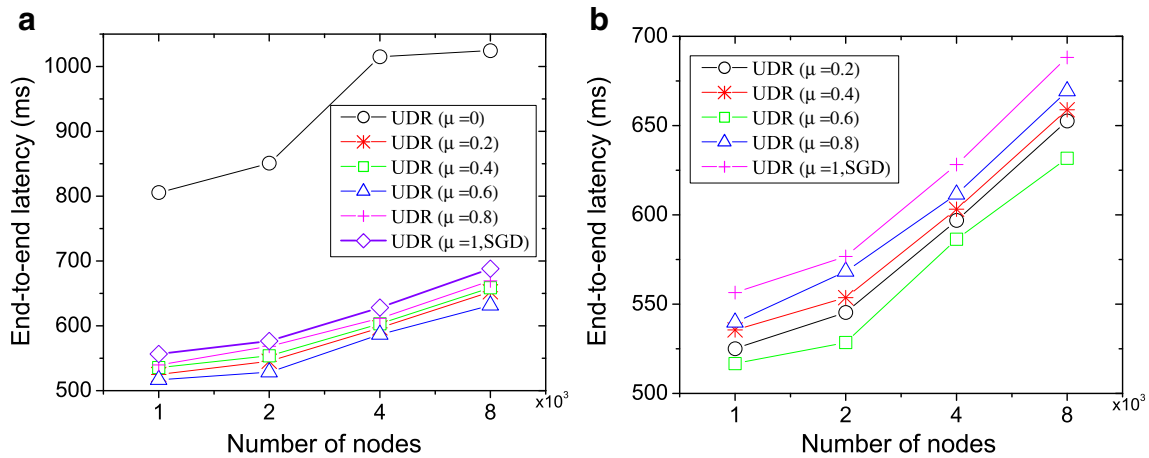 a
End-to-end latency (ms)
1000
900
800
700
600
500
UDR (μ =0)
UDR (μ =0.2)
UDR (μ =0.4)
UDR (μ =0.6)
UDR (μ =0.8)
UDR (μ =1,SGD)
1 2 4 8
×10³
Number of nodes
b
End-to-end latency (ms)
700
650
600
550
500
UDR (μ =0.2)
UDR (μ =0.4)
UDR (μ =0.6)
UDR (μ =0.8)
UDR (μ =1,SGD)
1 2 4 8
×10³
Number of nodes